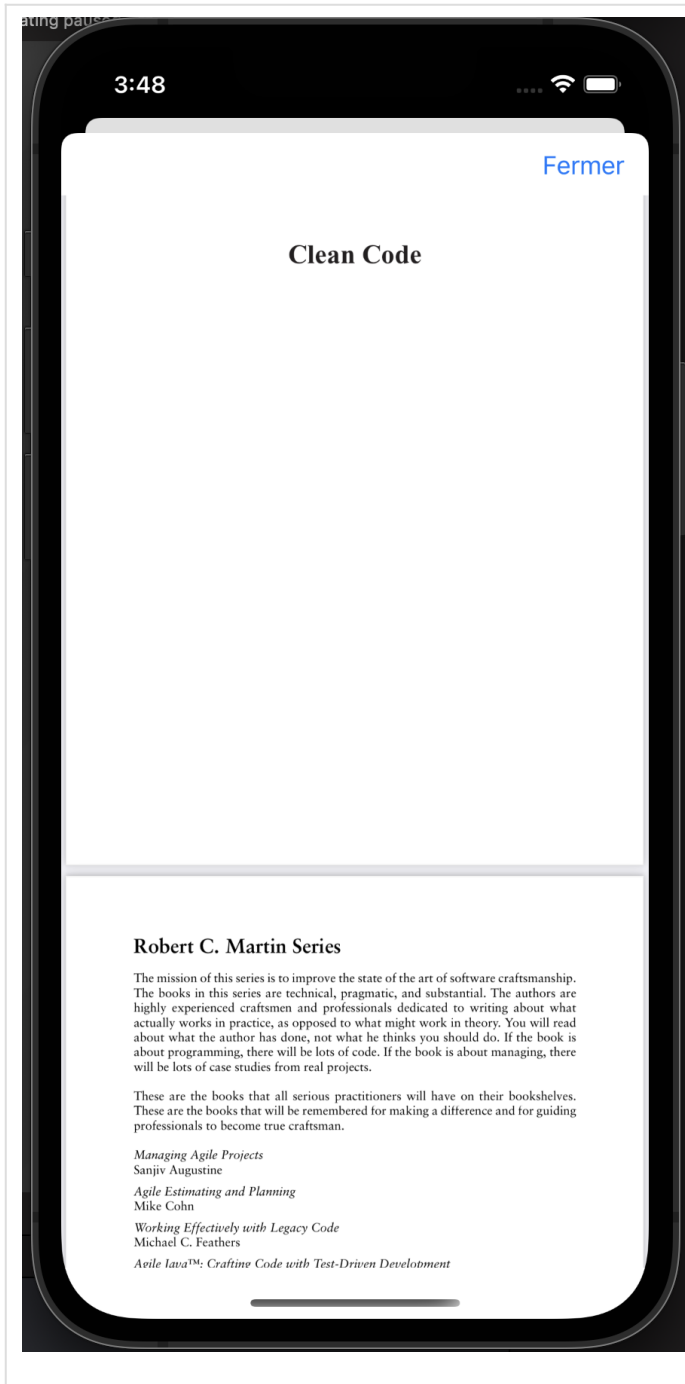 ating paused
3:48
Fermer
Clean Code
Robert C. Martin Series
The mission of this series is to improve the state of the art of software craftsmanship.
The books in this series are technical, pragmatic, and substantial. The authors are
highly experienced craftsmen and professionals dedicated to writing about what
actually works in practice, as opposed to what might work in theory. You will read
about what the author has done, not what he thinks you should do. If the book is
about programming, there will be lots of code. If the book is about managing, there
will be lots of case studies from real projects.
These are the books that all serious practitioners will have on their bookshelves.
These are the books that will be remembered for making a difference and for guiding
professionals to become true craftsman.
Managing Agile Projects
Sanjiv Augustine
Agile Estimating and Planning
Mike Cohn
Working Effectively with Legacy Code
Michael C. Feathers
Agile Java™: Crafting Code with Test-Driven Development